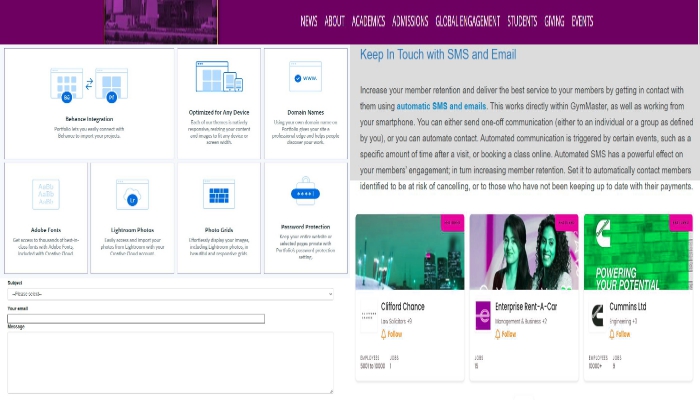 NEWS ABOUT ACADEMICS ADMISSIONS GLOBAL ENGAGEMENT STUDENTS GIVING EVENTS
Behance Integration
Portfolio lets you easily connect with
Behance to import your projects.
Optimized for Any Device
Each of our themes is entirely
responsive, resizing your content
and images to fit any device or
screen width.
WWW
Domain Names
Using your own domain name on
Portfolio gives your site a
professional edge and helps people
discover your work.
Adobe Fonts
Get access to thousands of best-in-
class fonts with Adobe Fonts,
included with Creative Cloud.
Lr
Lightroom Photos
Easily access and import your
photos from Lightroom with your
Creative Cloud account.
Photo Grids
Effortlessly display your images,
including Lightroom photos, in
beautiful and responsive grids.
Password Protection
Keep your entire website or
selected pages private with
Portfolio's password protection
setting.
Subject
--Please select--
Your email
Message
Keep In Touch with SMS and Email
Increase your member retention and deliver the best service to your members by getting in contact with
them using automatic SMS and emails. This works directly within GymMaster, as well as working from
your smartphone. You can either send one-off communication (either to an individual or a group as defined
by you), or you can automate contact. Automated communication is triggered by certain events, such as a
specific amount of time after a visit, or booking a class online. Automated SMS has a powerful effect on
your members' engagement; in turn increasing member retention. Set it to automatically contact members
identified to be at risk of cancelling, or to those who have not been keeping up to date with their payments.
Clifford Chance
Law Solicitors +9
Follow
EMPLOYEES JOBS
5001 to 10000 1
Enterprise Rent-A-Car
Management & Business +7
Follow
JOBS
15
POWERING
YOUR POTENTIAL
Cummins Ltd
Engineering +3
Follow
EMPLOYEES JOBS
10000+ 8